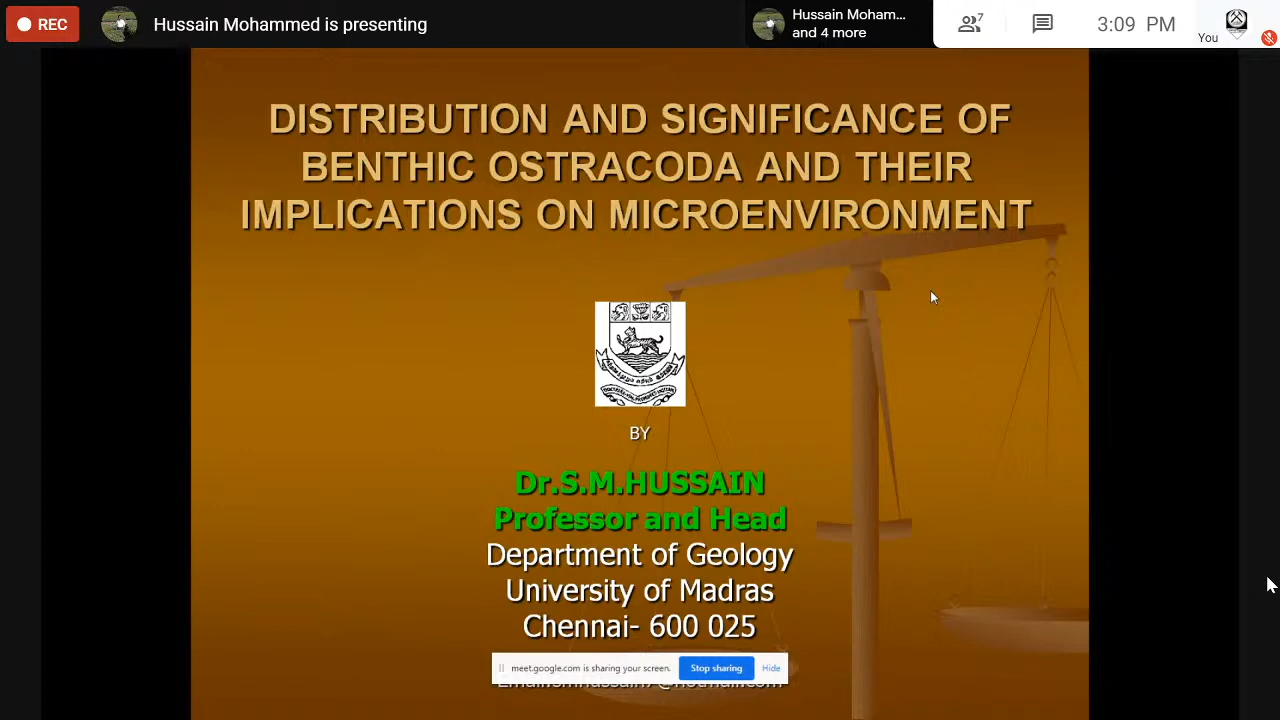 REC
Hussain Mohammed is presenting
Hussain Moham...
and 4 more
7
3:09 PM
You
DISTRIBUTION AND SIGNIFICANCE OF
BENTHIC OSTRACODA AND THEIR
IMPLICATIONS ON MICROENVIRONMENT
BY
Dr.S.M.HUSSAIN
Professor and Head
Department of Geology
University of Madras
Chennai- 600 025
meet.google.com is sharing your screen.
Stop sharing
Hide